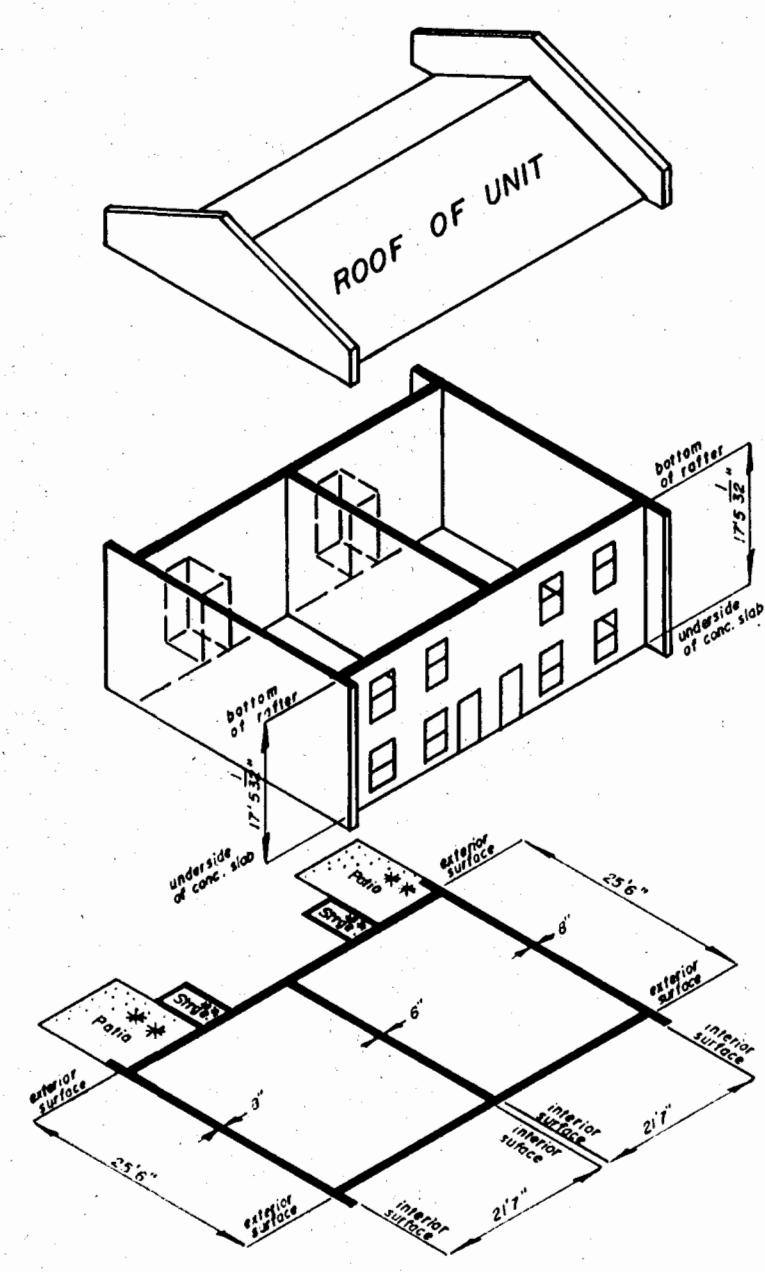 ROOF OF UNIT
bottom
of rafter
17' 5 1/32"
underside
of conc. slab
bottom
of rafter
17' 5 1/32"
underside
of conc. slab
exterior
surface
25'6"
Patio **
Strge. **
8"
exterior
surface
Strge. **
Patio **
6"
interior
surface
exterior
surface
8"
interior
surface
interior
suface
21'7"
25'6"
21'7"
exterior
surface
interior
surface